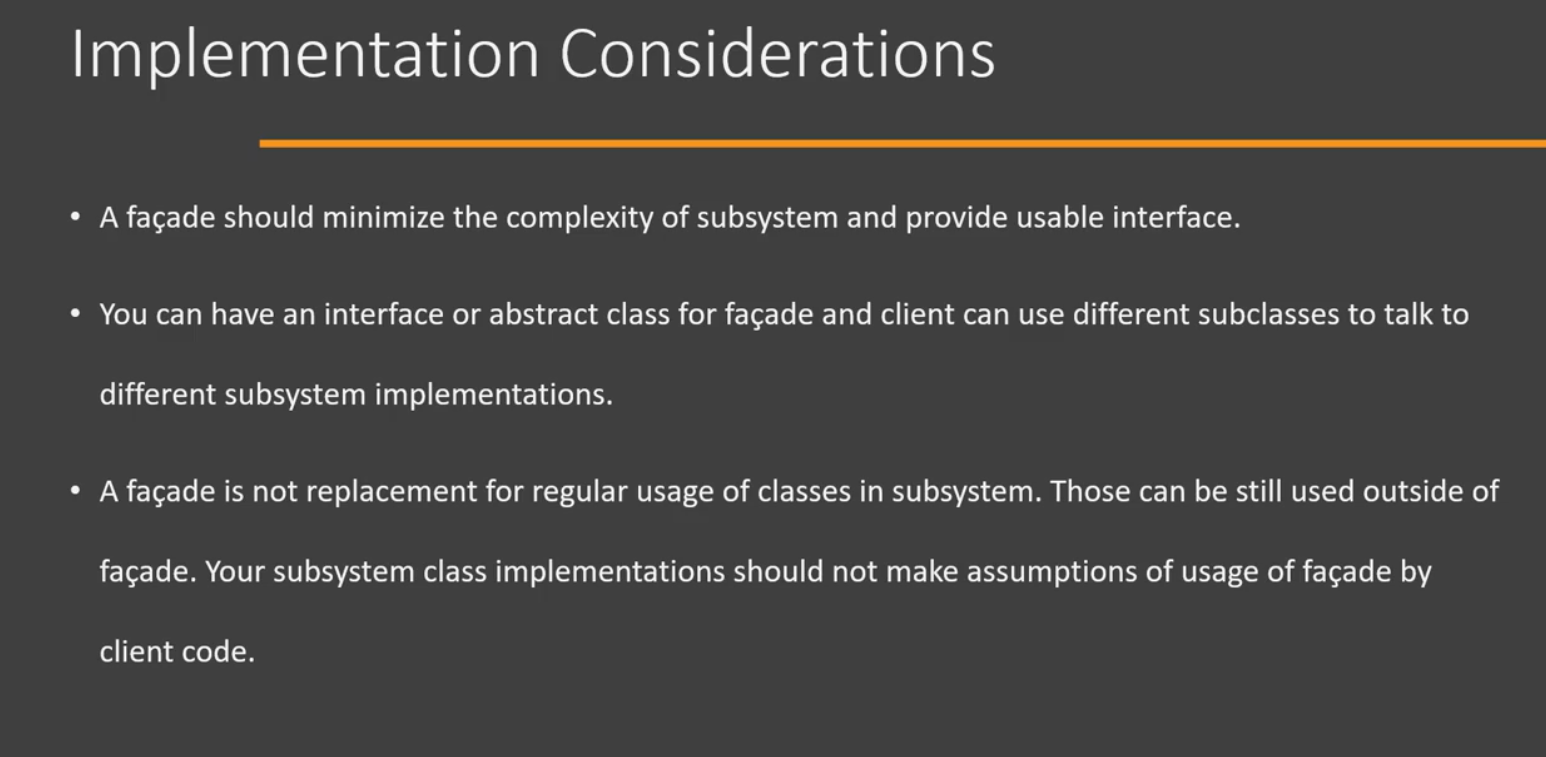 Implementation Considerations
• A façade should minimize the complexity of subsystem and provide usable interface.
• You can have an interface or abstract class for façade and client can use different subclasses to talk to
different subsystem implementations.
• A façade is not replacement for regular usage of classes in subsystem. Those can be still used outside of
façade. Your subsystem class implementations should not make assumptions of usage of façade by
client code.